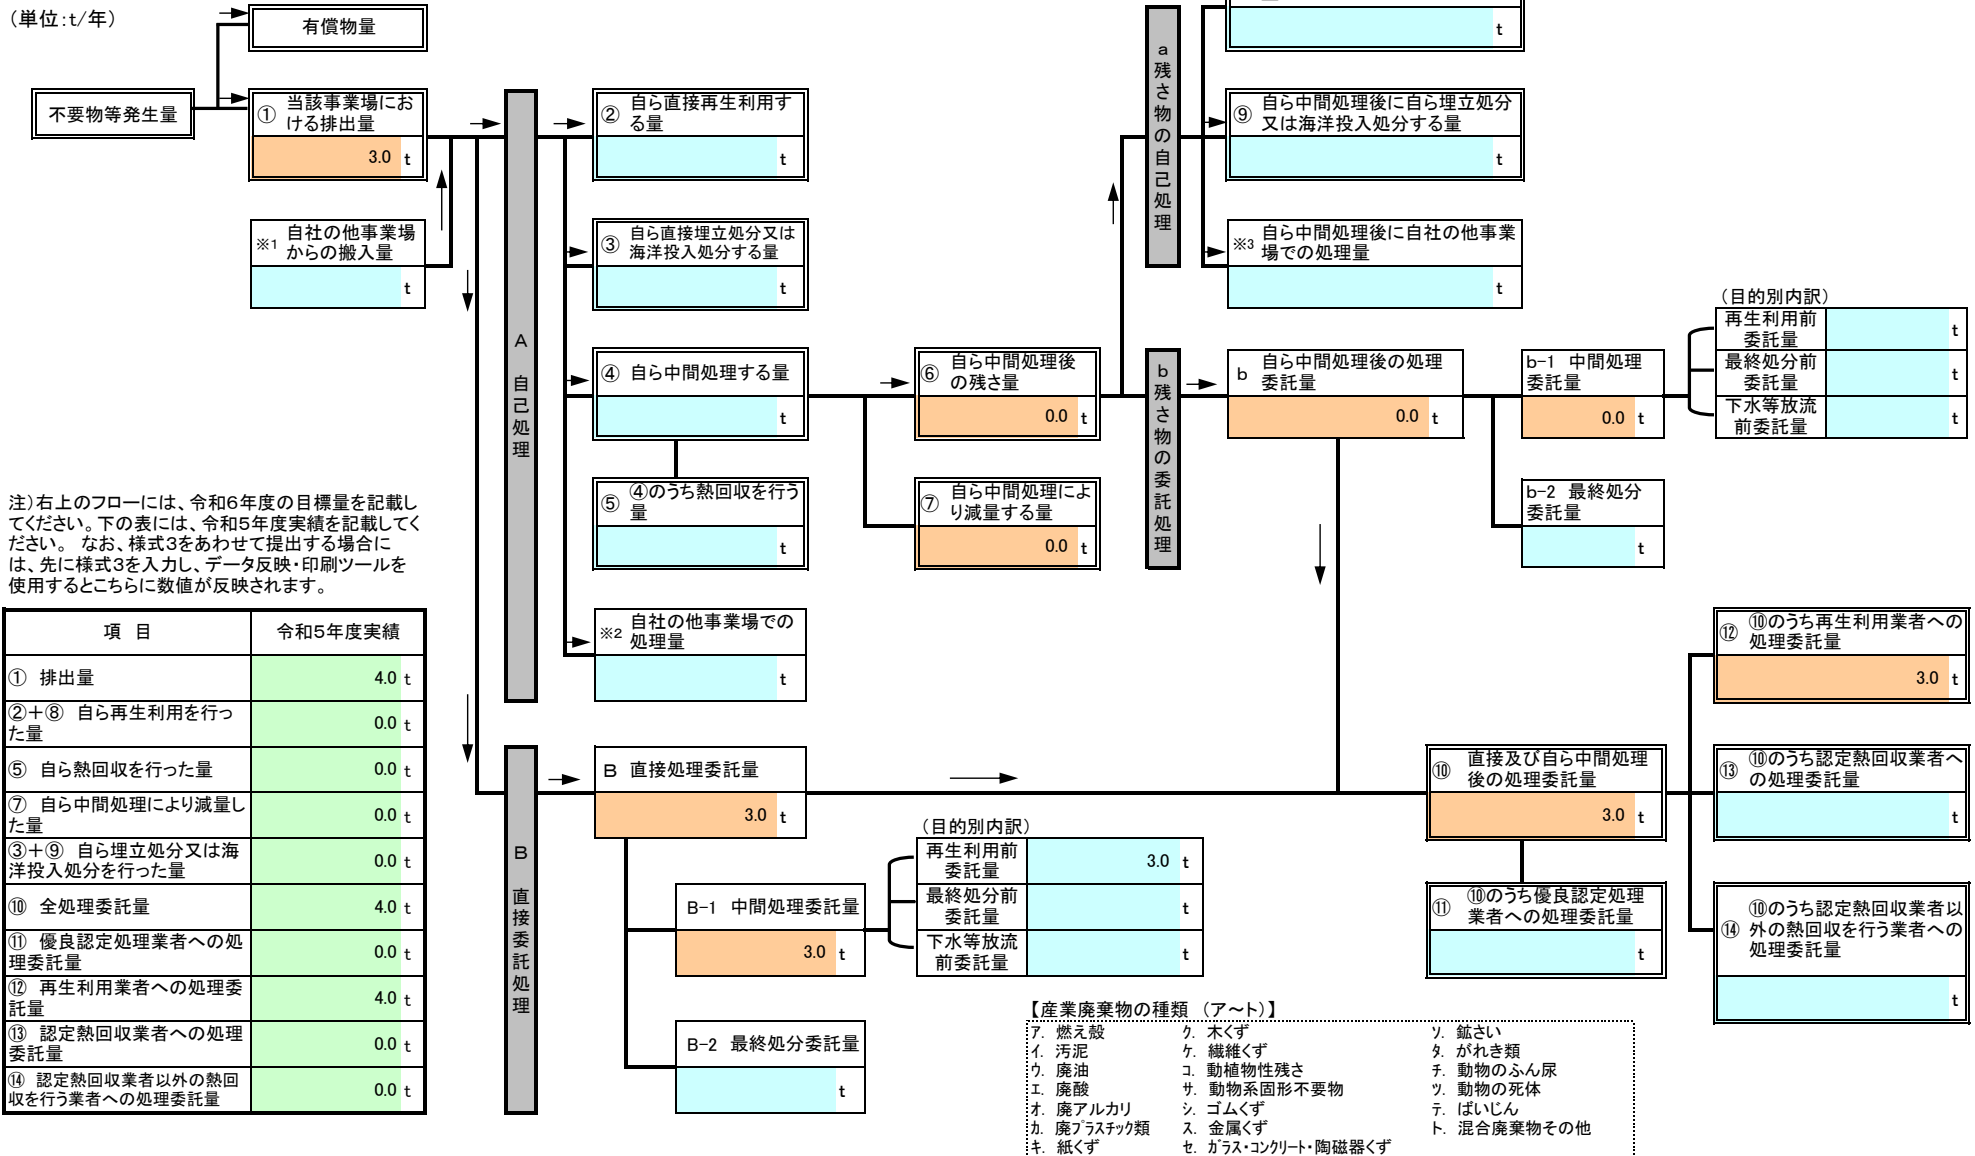 （単位：t/年）
有償物量
不要物等発生量
① 当該事業場にお
ける排出量
3.0 t
※1 自社の他事業場
からの搬入量
t
A 自己処理
② 自ら直接再生利用す
る量
t
③ 自ら直接埋立処分又は
海洋投入処分する量
t
④ 自ら中間処理する量
t
⑤ ④のうち熱回収を行う
量
t
※2 自社の他事業場での
処理量
t
⑥ 自ら中間処理後
の残さ量
0.0 t
⑦ 自ら中間処理によ
り減量する量
0.0 t
a 残さ物の自己処理
t
⑨ 自ら中間処理後に自ら埋立処分
又は海洋投入処分する量
t
※3 自ら中間処理後に自社の他事業
場での処理量
t
b 残さ物の委託処理
b 自ら中間処理後の処理
委託量
0.0 t
b-1 中間処理
委託量
0.0 t
b-2 最終処分
委託量
t
（目的別内訳）
再生利用前
委託量
t
最終処分前
委託量
t
下水等放流
前委託量
t
注）右上のフローには、令和6年度の目標量を記載し
てください。下の表には、令和5年度実績を記載してく
ださい。 なお、様式3をあわせて提出する場合に
は、先に様式3を入力し、データ反映・印刷ツールを
使用するとこちらに数値が反映されます。
項 目 令和5年度実績
① 排出量 4.0 t
②＋⑧ 自ら再生利用を行っ
た量 0.0 t
⑤ 自ら熱回収を行った量 0.0 t
⑦ 自ら中間処理により減量し
た量 0.0 t
③＋⑨ 自ら埋立処分又は海
洋投入処分を行った量 0.0 t
⑩ 全処理委託量 4.0 t
⑪ 優良認定処理業者への処
理委託量 0.0 t
⑫ 再生利用業者への処理委
託量 4.0 t
⑬ 認定熱回収業者への処理
委託量 0.0 t
⑭ 認定熱回収業者以外の熱回
収を行う業者への処理委託量 0.0 t
B 直接委託処理
B 直接処理委託量
3.0 t
B-1 中間処理委託量
3.0 t
B-2 最終処分委託量
t
（目的別内訳）
再生利用前
委託量
3.0 t
最終処分前
委託量
t
下水等放流
前委託量
t
⑩ 直接及び自ら中間処理
後の処理委託量
3.0 t
⑪ ⑩のうち優良認定処理
業者への処理委託量
t
⑫ ⑩のうち再生利用業者への
処理委託量
3.0 t
⑬ ⑩のうち認定熱回収業者へ
の処理委託量
t
⑭ ⑩のうち認定熱回収業者以
外の熱回収を行う業者への
処理委託量
t
【産業廃棄物の種類 （ア～ト）】
ア. 燃え殻 ク. 木くず ソ. 鉱さい
イ. 汚泥 ケ. 繊維くず タ. がれき類
ウ. 廃油 コ. 動植物性残さ チ. 動物のふん尿
エ. 廃酸 サ. 動物系固形不要物 ツ. 動物の死体
オ. 廃アルカリ シ. ゴムくず テ. ばいじん
カ. 廃プラスチック類 ス. 金属くず ト. 混合廃棄物その他
キ. 紙くず セ. ガラス・コンクリート・陶磁器くず